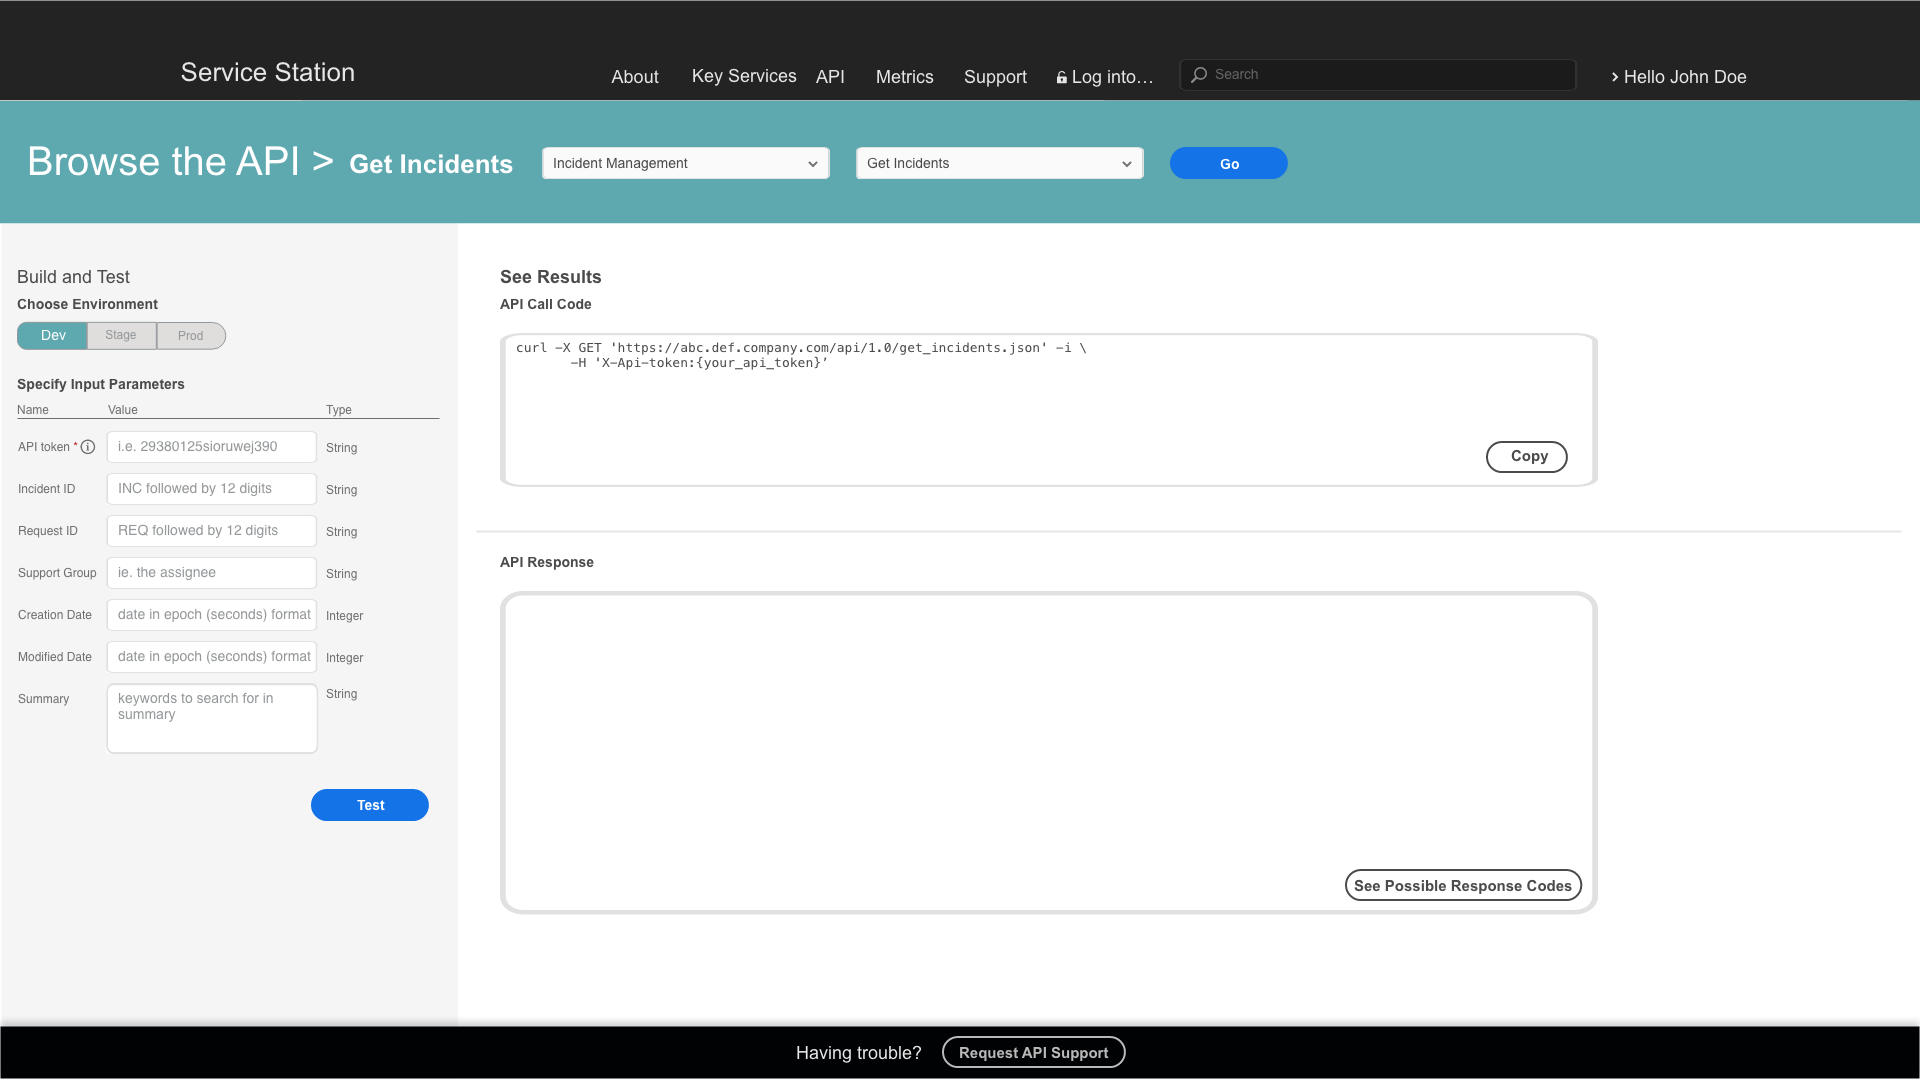 Service Station
About
Key Services
API
Metrics
Support
Log into…
Search
Hello John Doe
Browse the API > Get Incidents
Incident Management
Get Incidents
Go
Build and Test
Choose Environment
Dev
Stage
Prod
Specify Input Parameters
Name Value Type
API token * i.e. 29380125sioruwej390 String
Incident ID INC followed by 12 digits String
Request ID REQ followed by 12 digits String
Support Group ie. the assignee String
Creation Date date in epoch (seconds) format Integer
Modified Date date in epoch (seconds) format Integer
Summary keywords to search for in String
summary
Test
See Results
API Call Code
curl –X GET 'https://abc.def.company.com/api/1.0/get_incidents.json' –i \
–H ‘X–Api–token:{your_api_token}’
Copy
API Response
See Possible Response Codes
Having trouble?
Request API Support